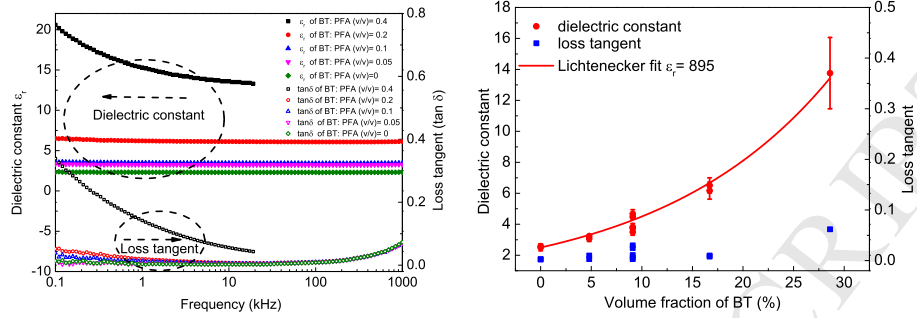 Dielectric constant εr
20
15
10
5
0
-5
-10
0.1
1
10
100
1000
Frequency (kHz)
0.8
0.6
0.4
0.2
0.0
Loss tangent (tan δ)
εr of BT: PFA (v/v)= 0.4
εr of BT: PFA (v/v)= 0.2
εr of BT: PFA (v/v)= 0.1
εr of BT: PFA (v/v)= 0.05
εr of BT: PFA (v/v)=0
tanδ of BT: PFA (v/v)= 0.4
tanδ of BT: PFA (v/v)= 0.2
tanδ of BT: PFA (v/v)= 0.1
tanδ of BT: PFA (v/v)= 0.05
tanδ of BT: PFA (v/v)= 0
Dielectric constant
Loss tangent
Dielectric constant
18
16
14
12
10
8
6
4
2
0
5
10
15
20
25
30
Volume fraction of BT (%)
0.5
0.4
0.3
0.2
0.1
0.0
Loss tangent
dielectric constant
loss tangent
Lichtenecker fit εr= 895
CRIPT